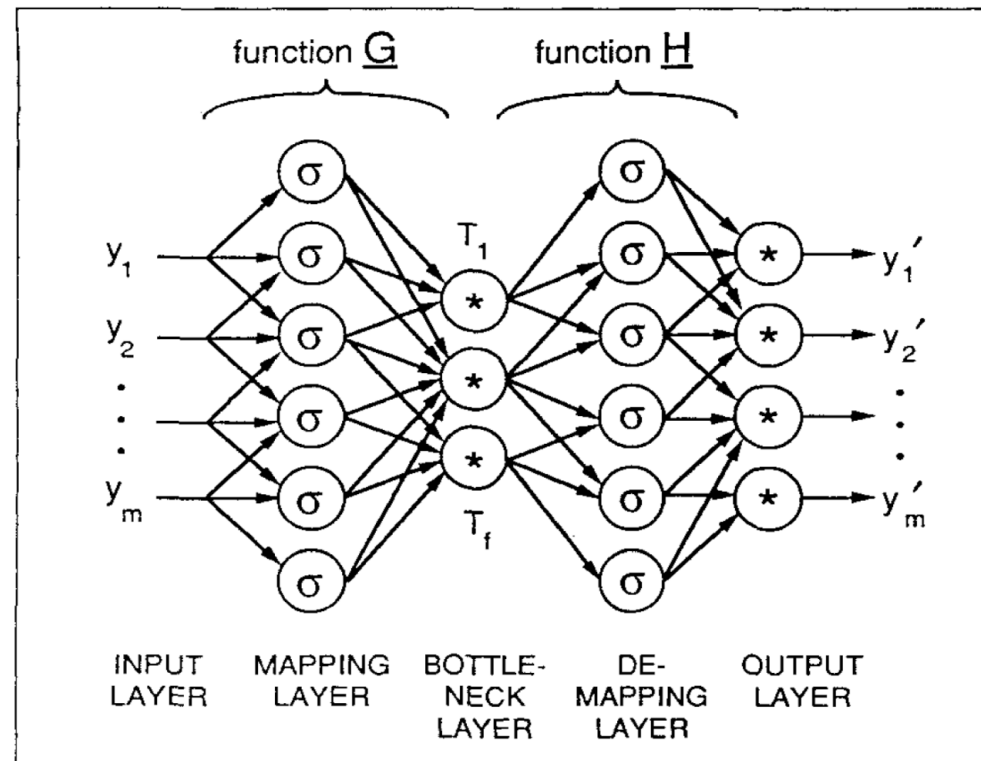 function G function H
σ σ
T₁
y₁ σ σ * y₁′
*
y₂ σ σ * y₂′
*
. σ σ * .
. .
. *
yₘ σ σ * yₘ′
T_f
σ σ
INPUT MAPPING BOTTLE- DE- OUTPUT
LAYER LAYER NECK MAPPING LAYER
LAYER LAYER